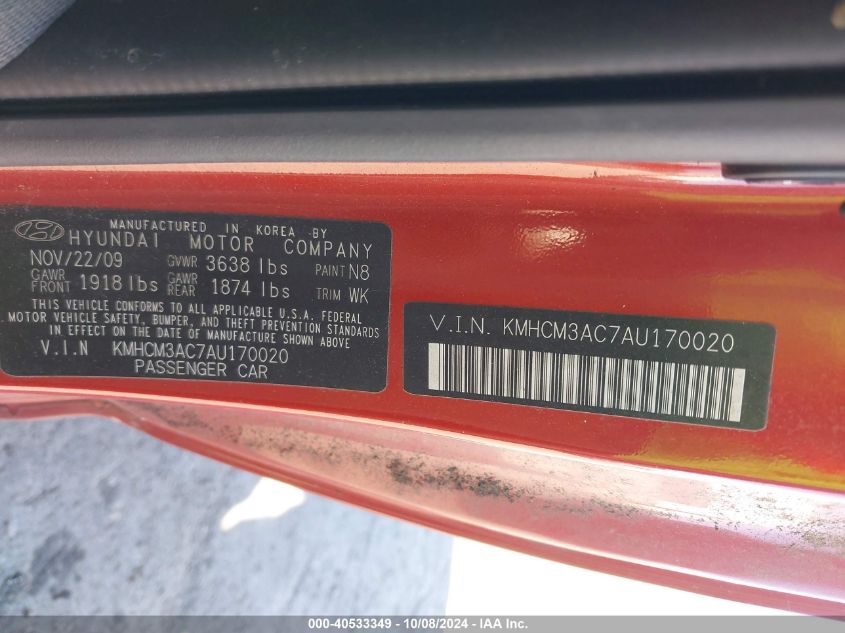 MANUFACTURED IN KOREA BY
HYUNDAI MOTOR COMPANY
NOV/22/09 GVWR 3638 lbs PAINT N8
GAWR FRONT 1918 lbs GAWR REAR 1874 lbs TRIM WK
THIS VEHICLE CONFORMS TO ALL APPLICABLE U.S.A. FEDERAL
MOTOR VEHICLE SAFETY, BUMPER, AND THEFT PREVENTION STANDARDS
IN EFFECT ON THE DATE OF MANUFACTURE SHOWN ABOVE
V.I.N KMHCM3AC7AU170020
PASSENGER CAR
V.I.N. KMHCM3AC7AU170020
000-40533349 - 10/08/2024 - IAA Inc.